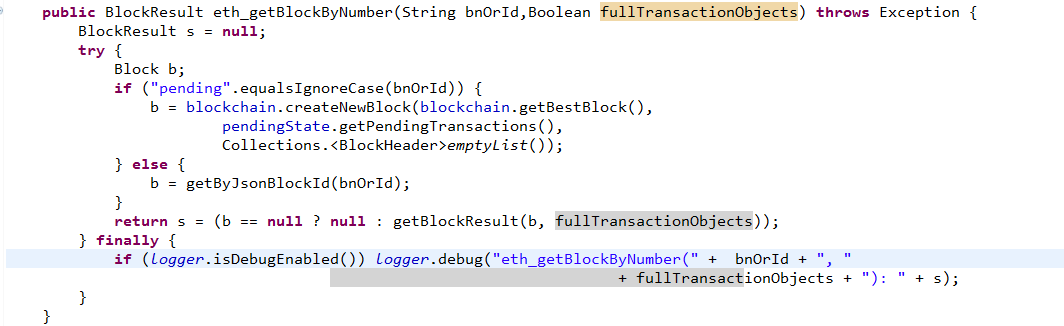 public BlockResult eth_getBlockByNumber(String bnOrId,Boolean fullTransactionObjects) throws Exception {
    BlockResult s = null;
    try {
        Block b;
        if ("pending".equalsIgnoreCase(bnOrId)) {
            b = blockchain.createNewBlock(blockchain.getBestBlock(),
                    pendingState.getPendingTransactions(),
                    Collections.<BlockHeader>emptyList());
        } else {
            b = getByJsonBlockId(bnOrId);
        }
        return s = (b == null ? null : getBlockResult(b, fullTransactionObjects));
    } finally {
        if (logger.isDebugEnabled()) logger.debug("eth_getBlockByNumber(" +  bnOrId + ", "
                                                                + fullTransactionObjects + "): " + s);
    }
}